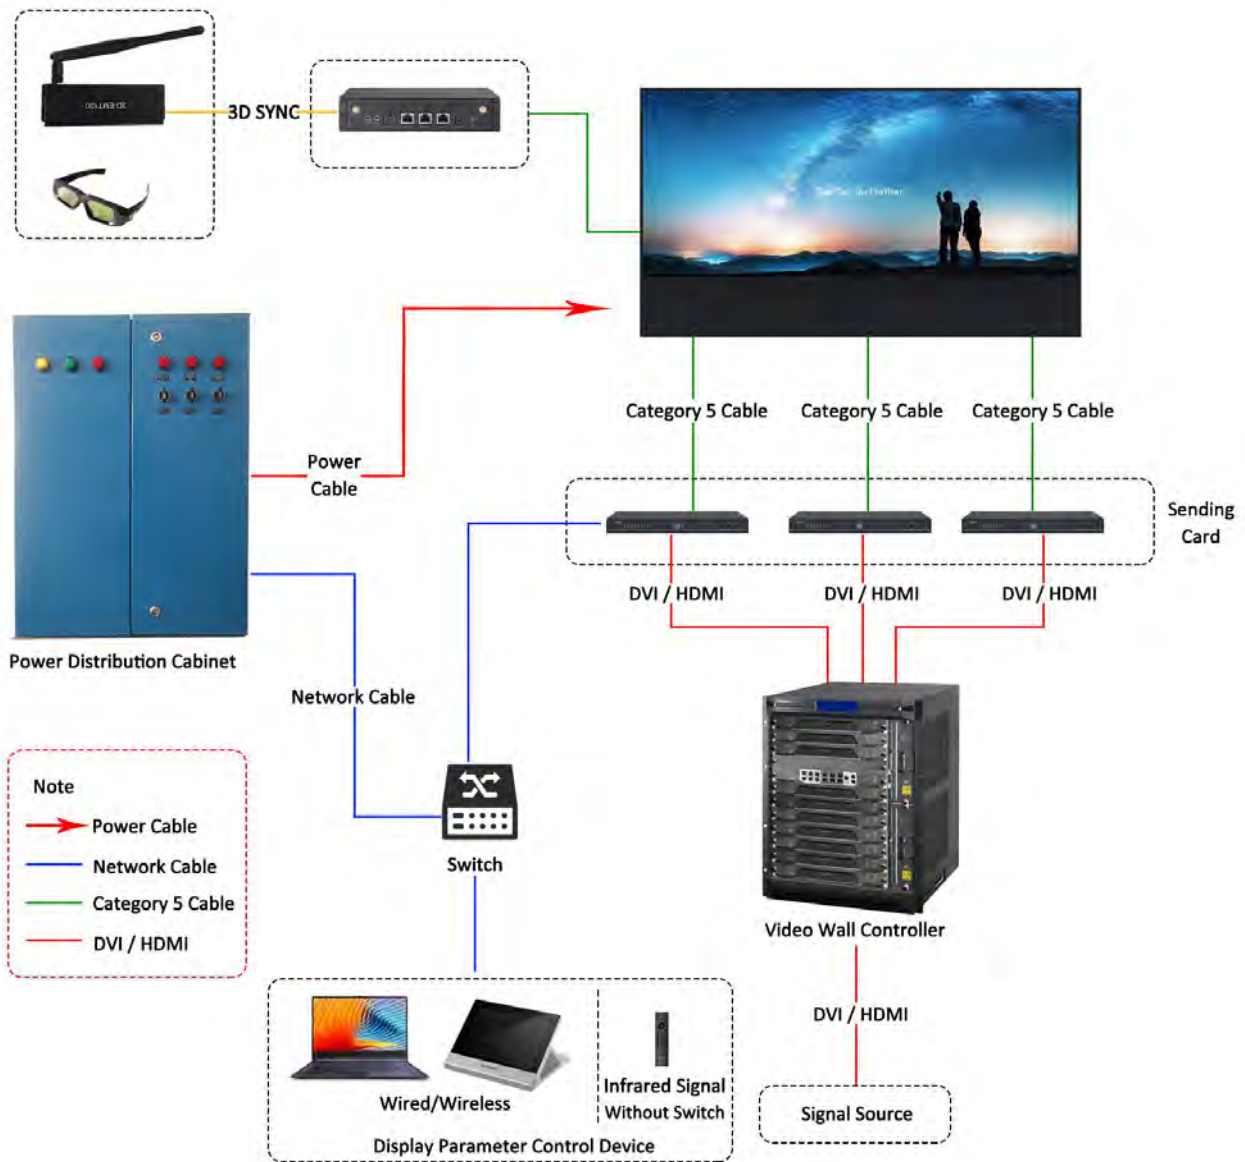 3D-EMT100
3D SYNC
Category 5 Cable
Category 5 Cable
Category 5 Cable
Power
Cable
Sending
Card
DVI / HDMI
DVI / HDMI
DVI / HDMI
Power Distribution Cabinet
Network Cable
Note
Power Cable
Network Cable
Category 5 Cable
DVI / HDMI
Switch
Video Wall Controller
DVI / HDMI
Wired/Wireless
Infrared Signal
Without Switch
Display Parameter Control Device
Signal Source